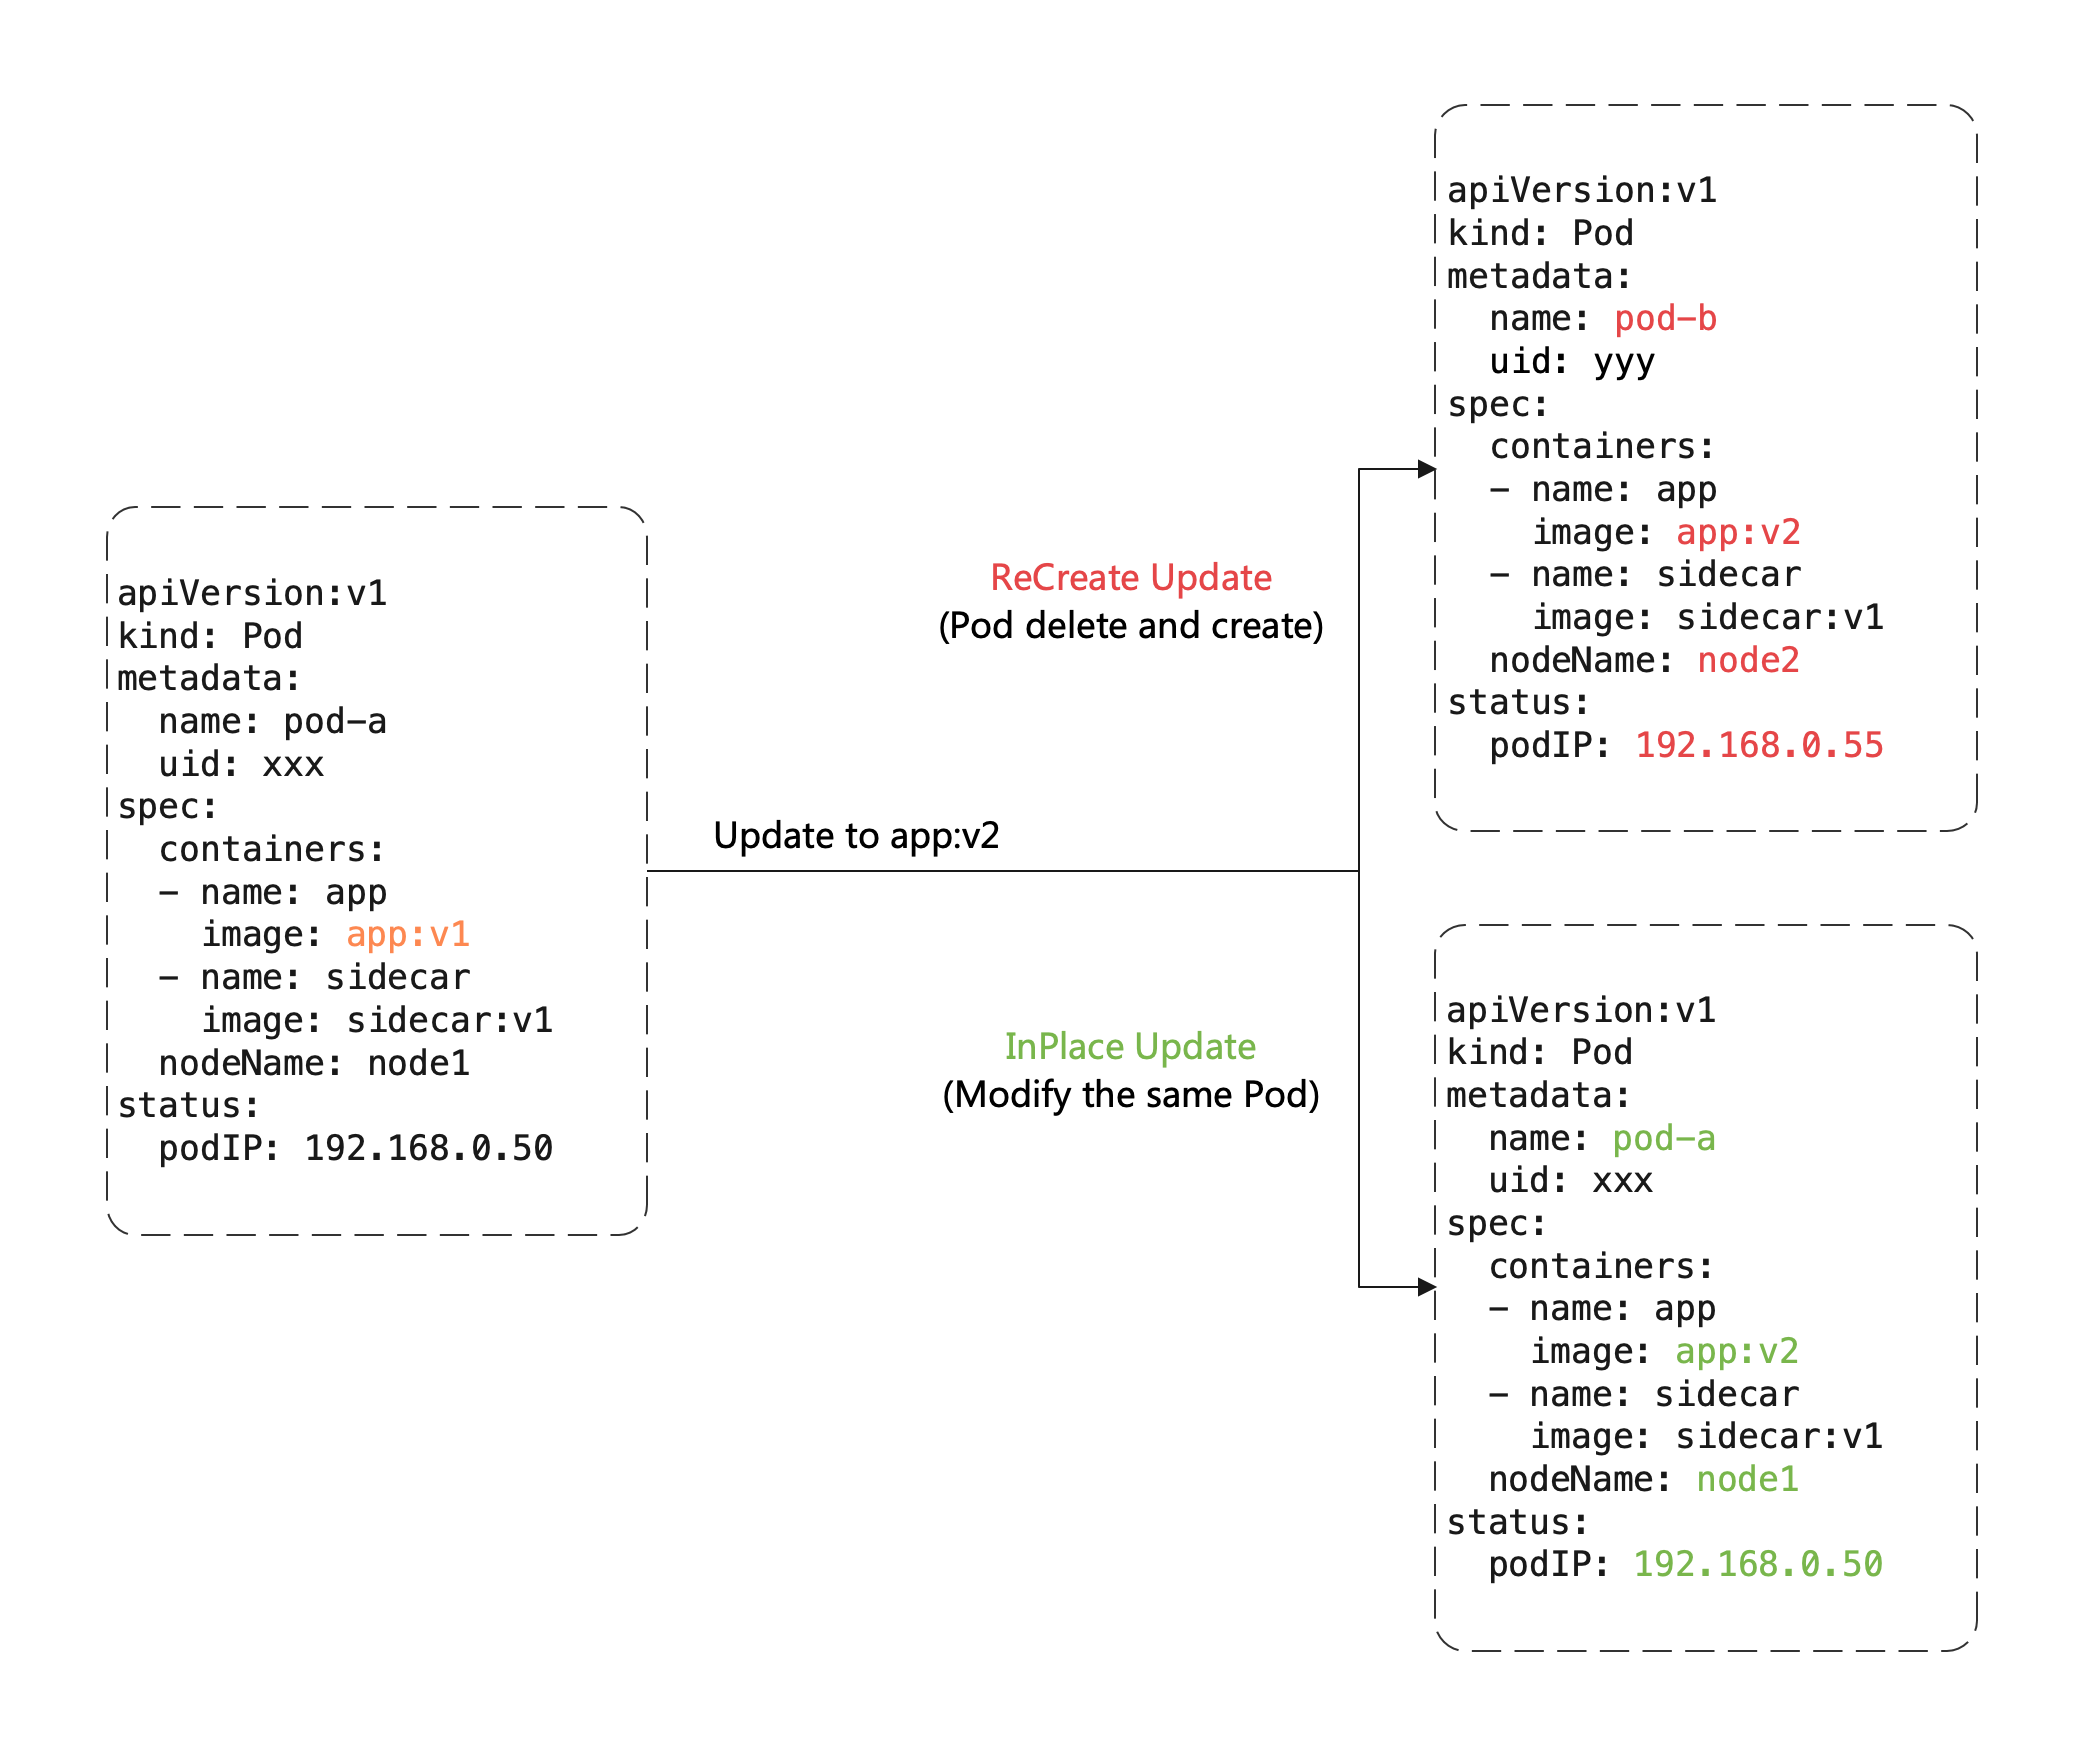 apiVersion:v1
kind: Pod
metadata:
  name: pod-a
  uid: xxx
spec:
  containers:
  - name: app
    image: app:v1
  - name: sidecar
    image: sidecar:v1
  nodeName: node1
status:
  podIP: 192.168.0.50
Update to app:v2
ReCreate Update
(Pod delete and create)
InPlace Update
(Modify the same Pod)
apiVersion:v1
kind: Pod
metadata:
  name: pod-b
  uid: yyy
spec:
  containers:
  - name: app
    image: app:v2
  - name: sidecar
    image: sidecar:v1
  nodeName: node2
status:
  podIP: 192.168.0.55
apiVersion:v1
kind: Pod
metadata:
  name: pod-a
  uid: xxx
spec:
  containers:
  - name: app
    image: app:v2
  - name: sidecar
    image: sidecar:v1
  nodeName: node1
status:
  podIP: 192.168.0.50